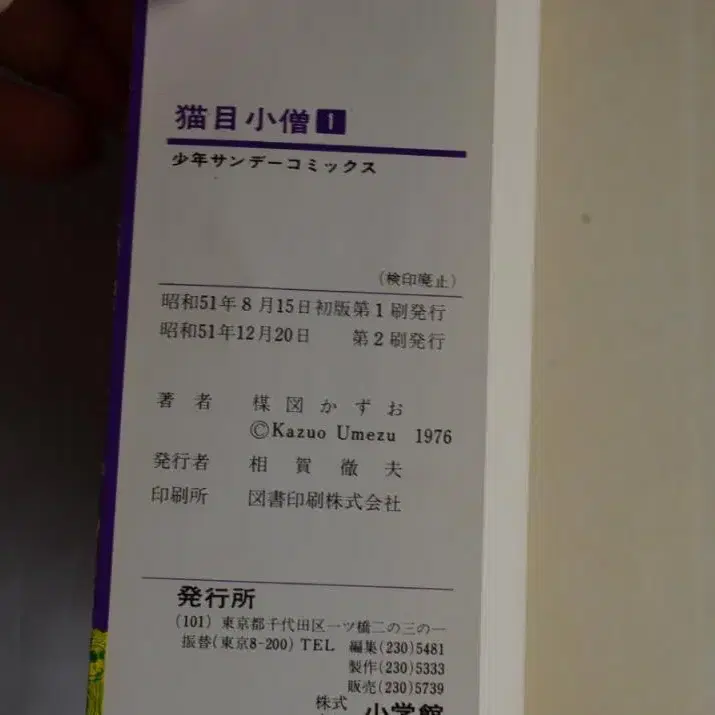 猫目小僧1
少年サンデーコミックス
(検印廃止)
昭和51年8月15日初版第1刷発行
昭和51年12月20日 第2刷発行
著者 楳図かずお
©Kazuo Umezu 1976
発行者 相賀徹夫
印刷所 図書印刷株式会社
発行所
(101) 東京都千代田区一ツ橋二の三の一
振替(東京8-200) TEL 編集(230)5481
製作(230)5333
販売(230)5739
株式
小学館